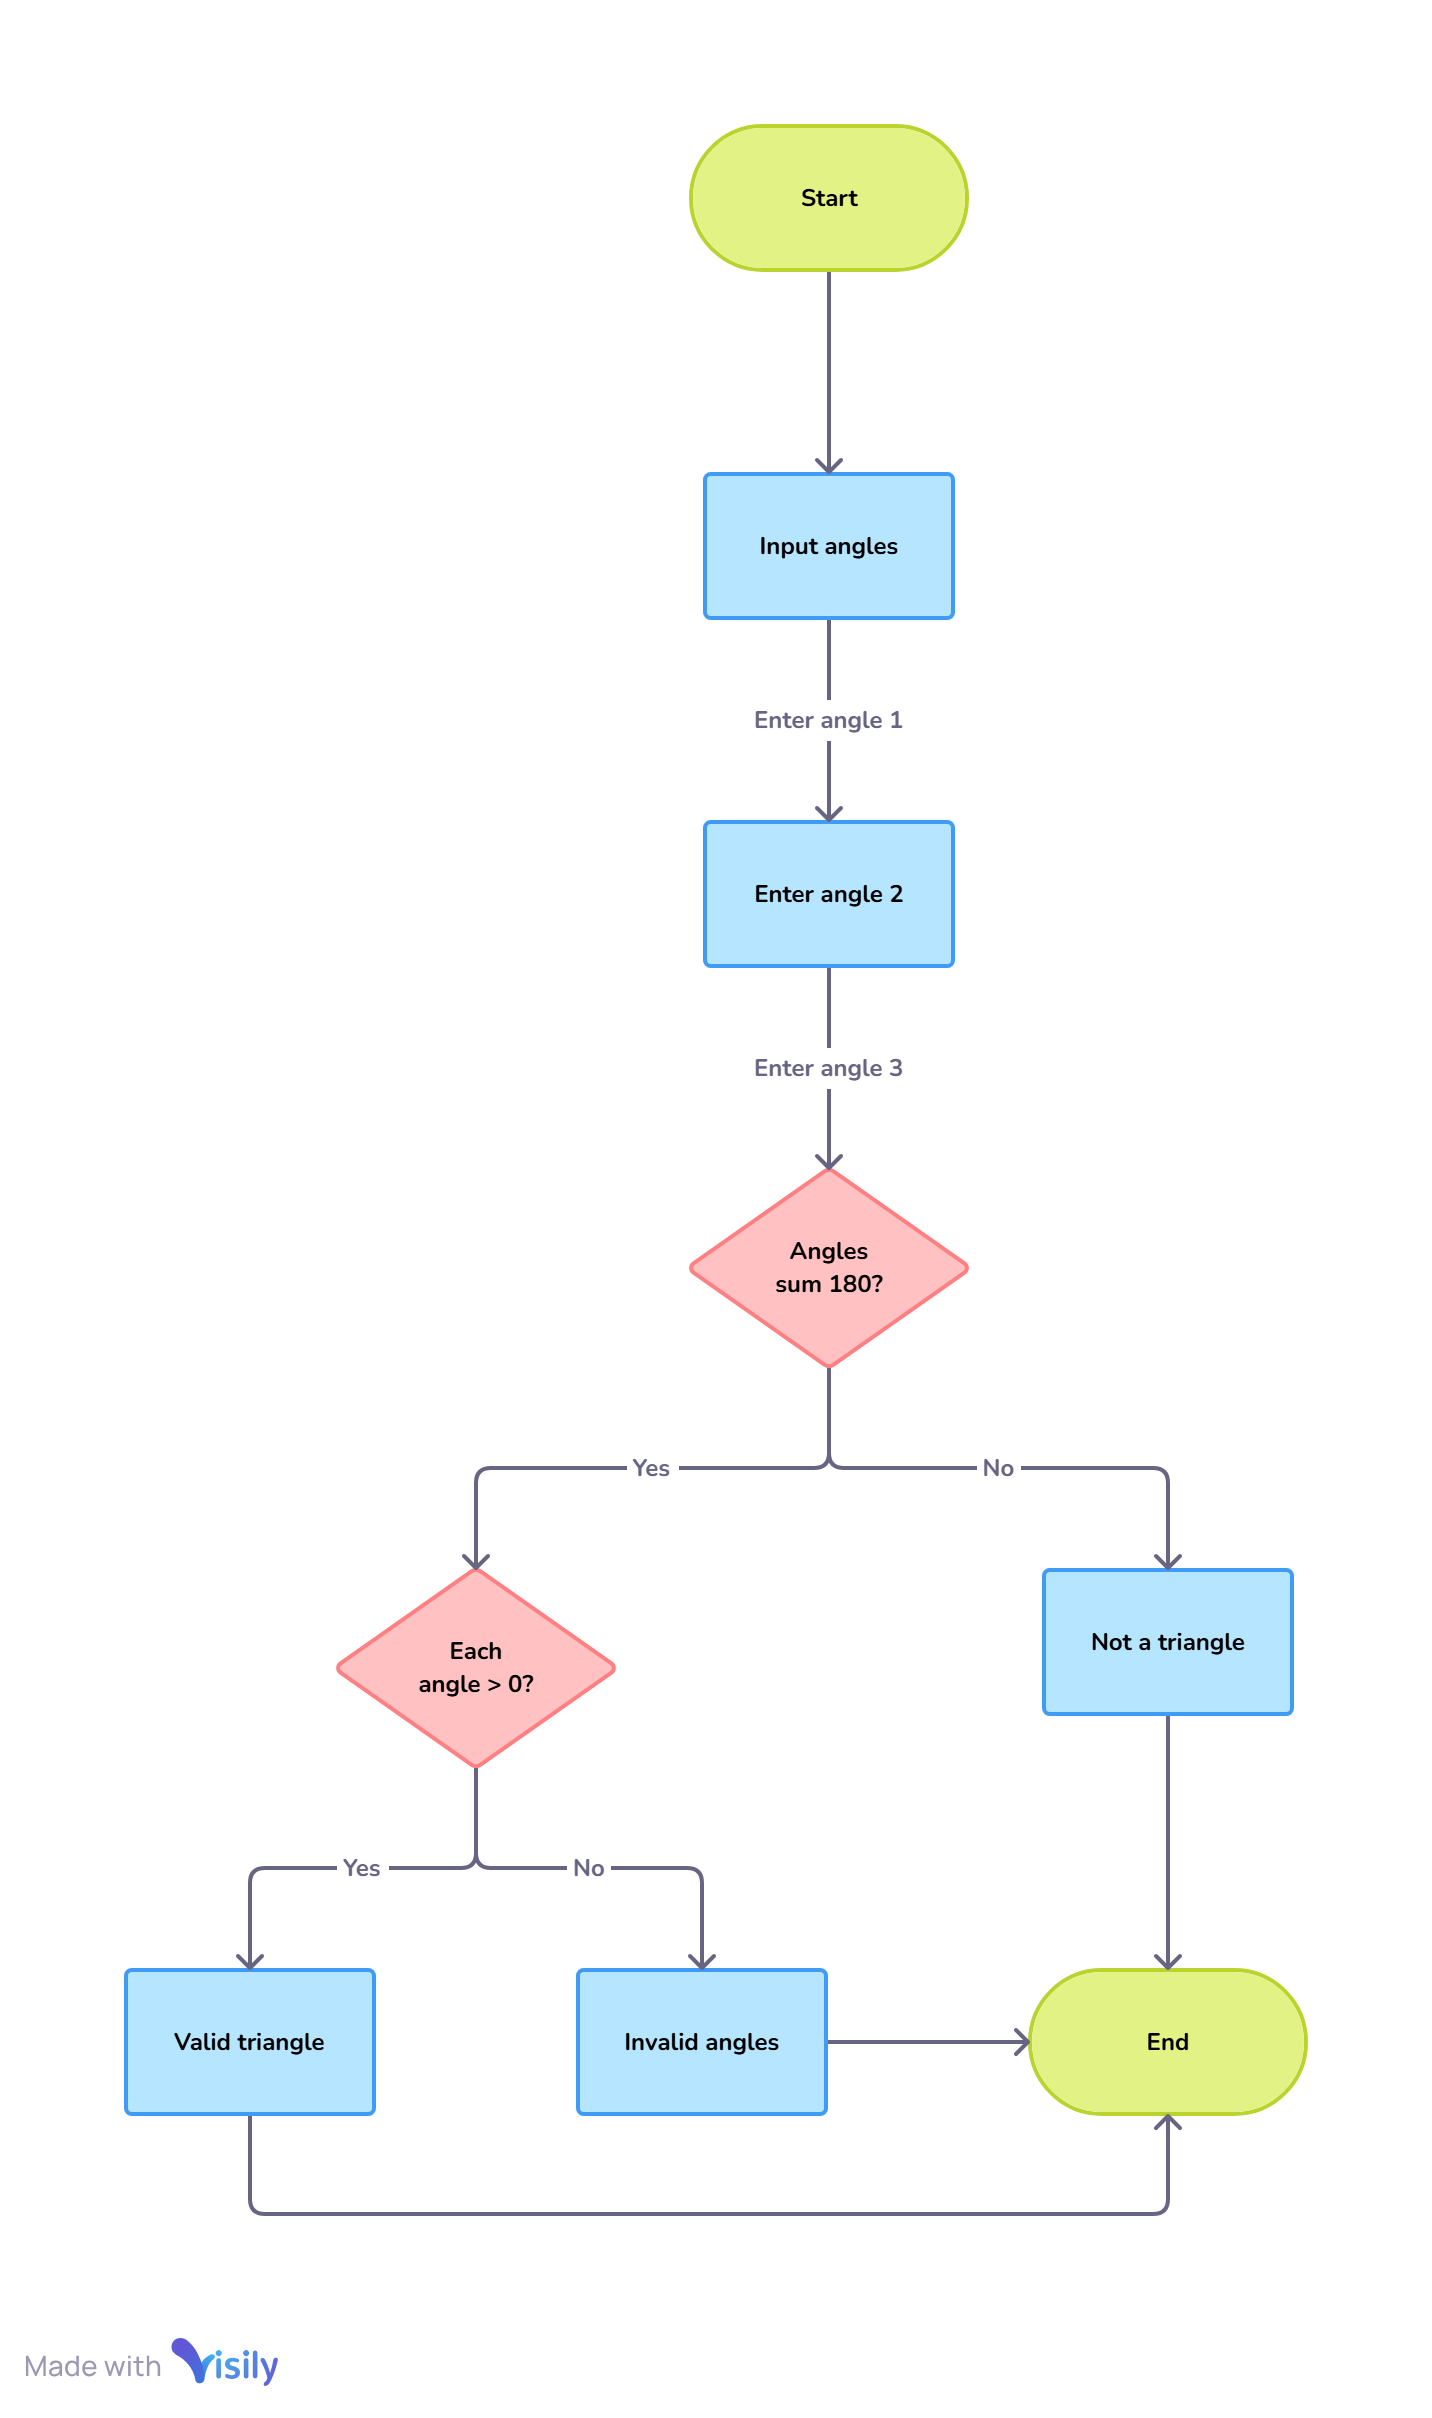 Start
Input angles
Enter angle 1
Enter angle 2
Enter angle 3
Angles
sum 180?
Yes
No
Each
angle > 0?
Not a triangle
Yes
No
Valid triangle
Invalid angles
End
Made with Visily